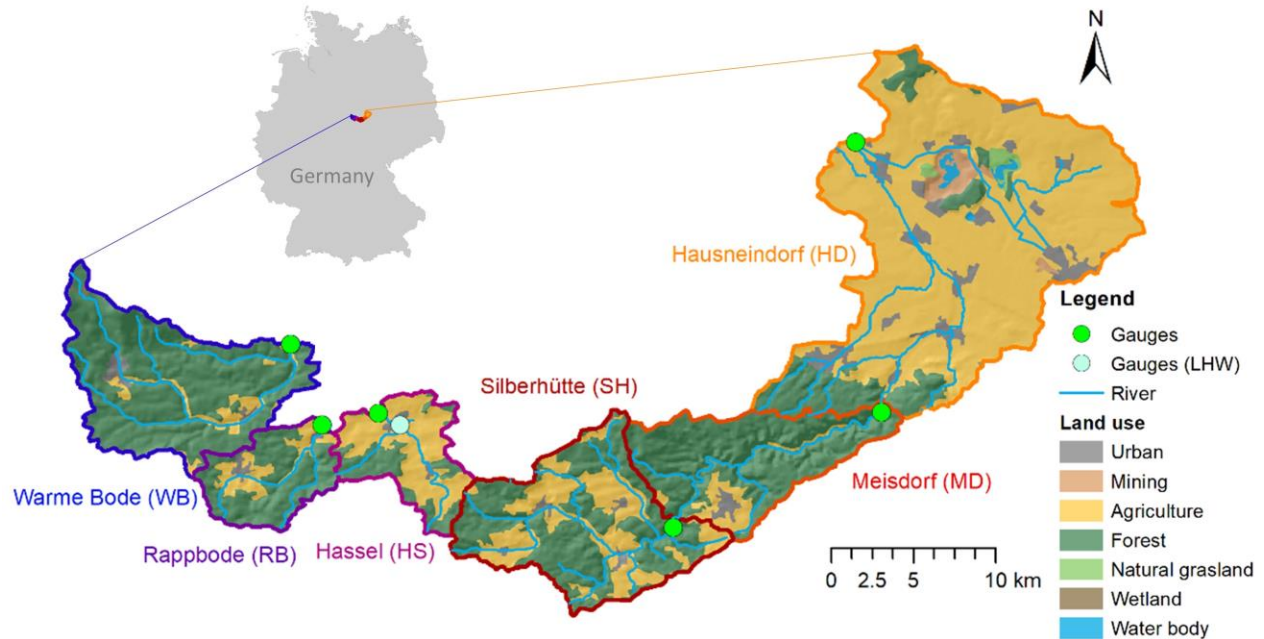 N
Germany
Hausneindorf (HD)
Silberhütte (SH)
Warme Bode (WB)
Rappbode (RB)
Hassel (HS)
Meisdorf (MD)
Legend
Gauges
Gauges (LHW)
River
Land use
Urban
Mining
Agriculture
Forest
Natural grasland
Wetland
Water body
0 2.5 5 10 km